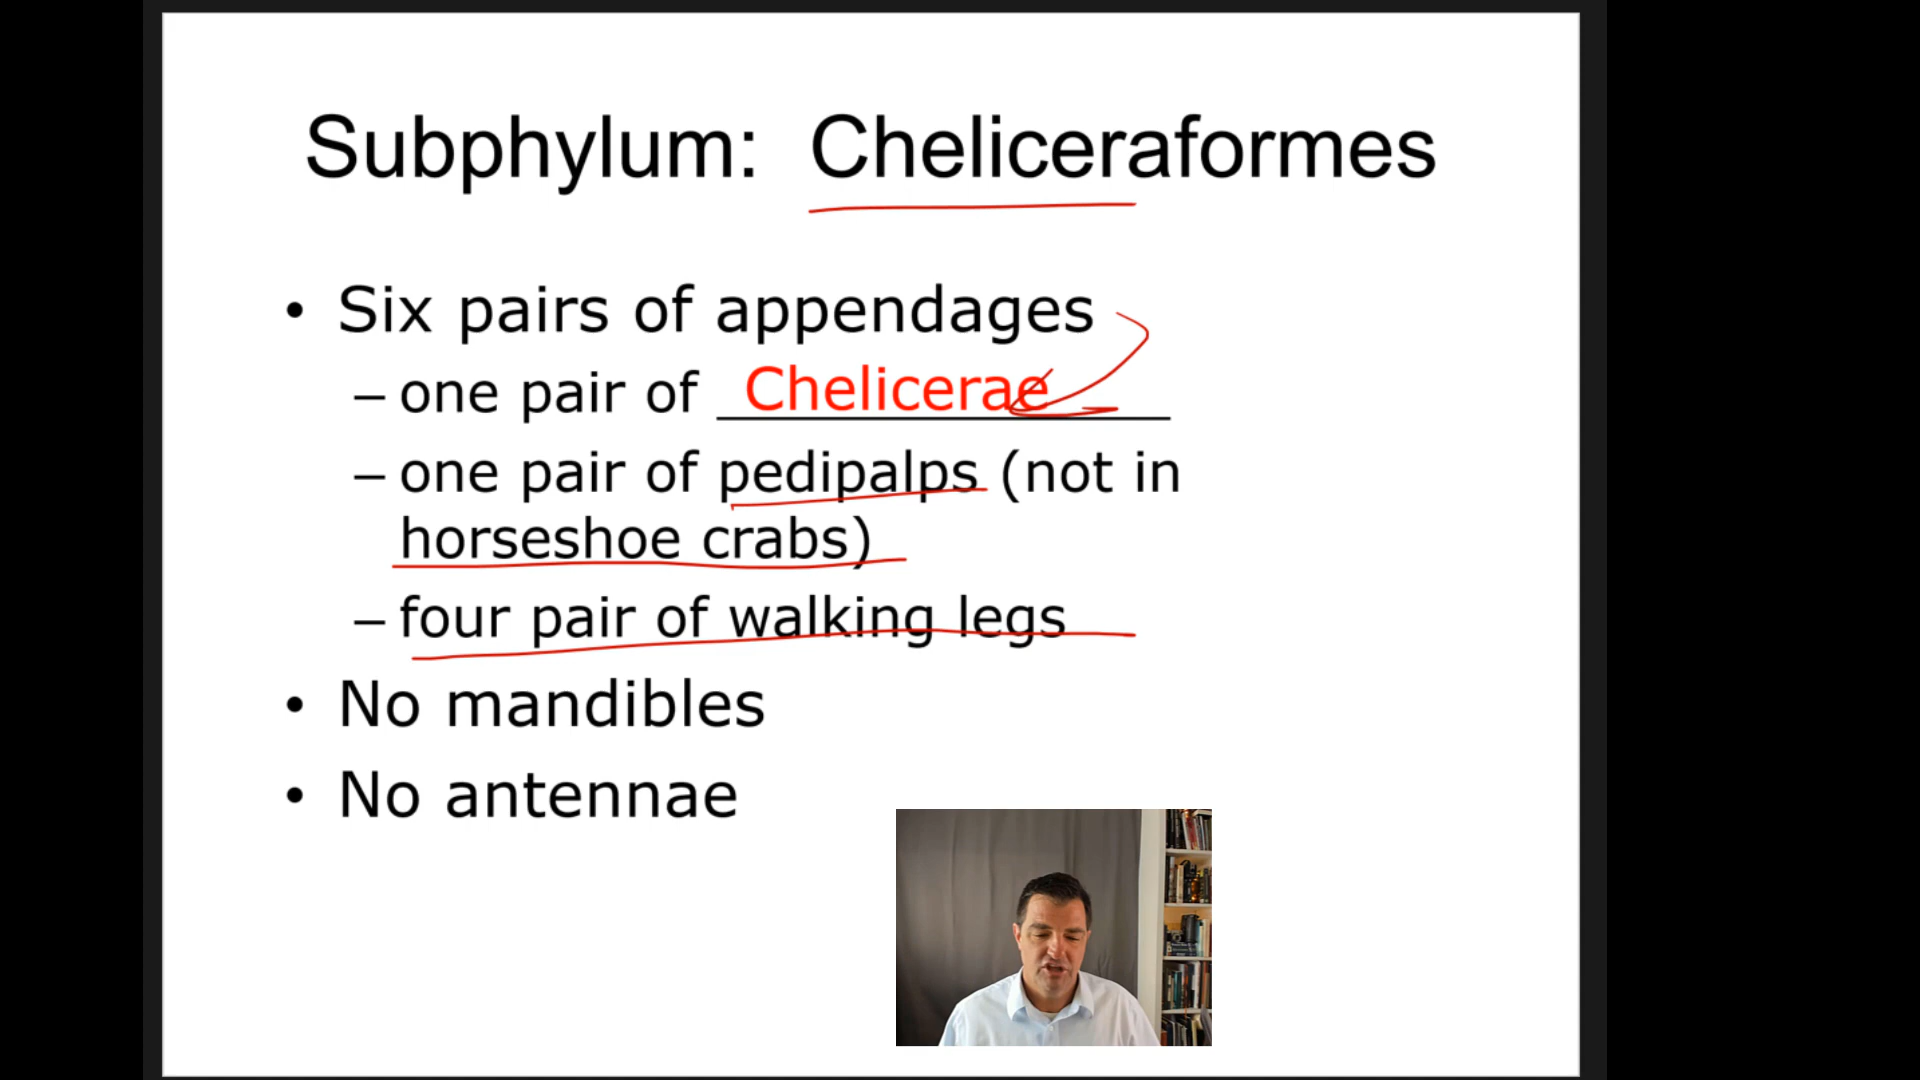 Subphylum: Cheliceraformes
• Six pairs of appendages
– one pair of Chelicerae
– one pair of pedipalps (not in
horseshoe crabs)
– four pair of walking legs
• No mandibles
• No antennae